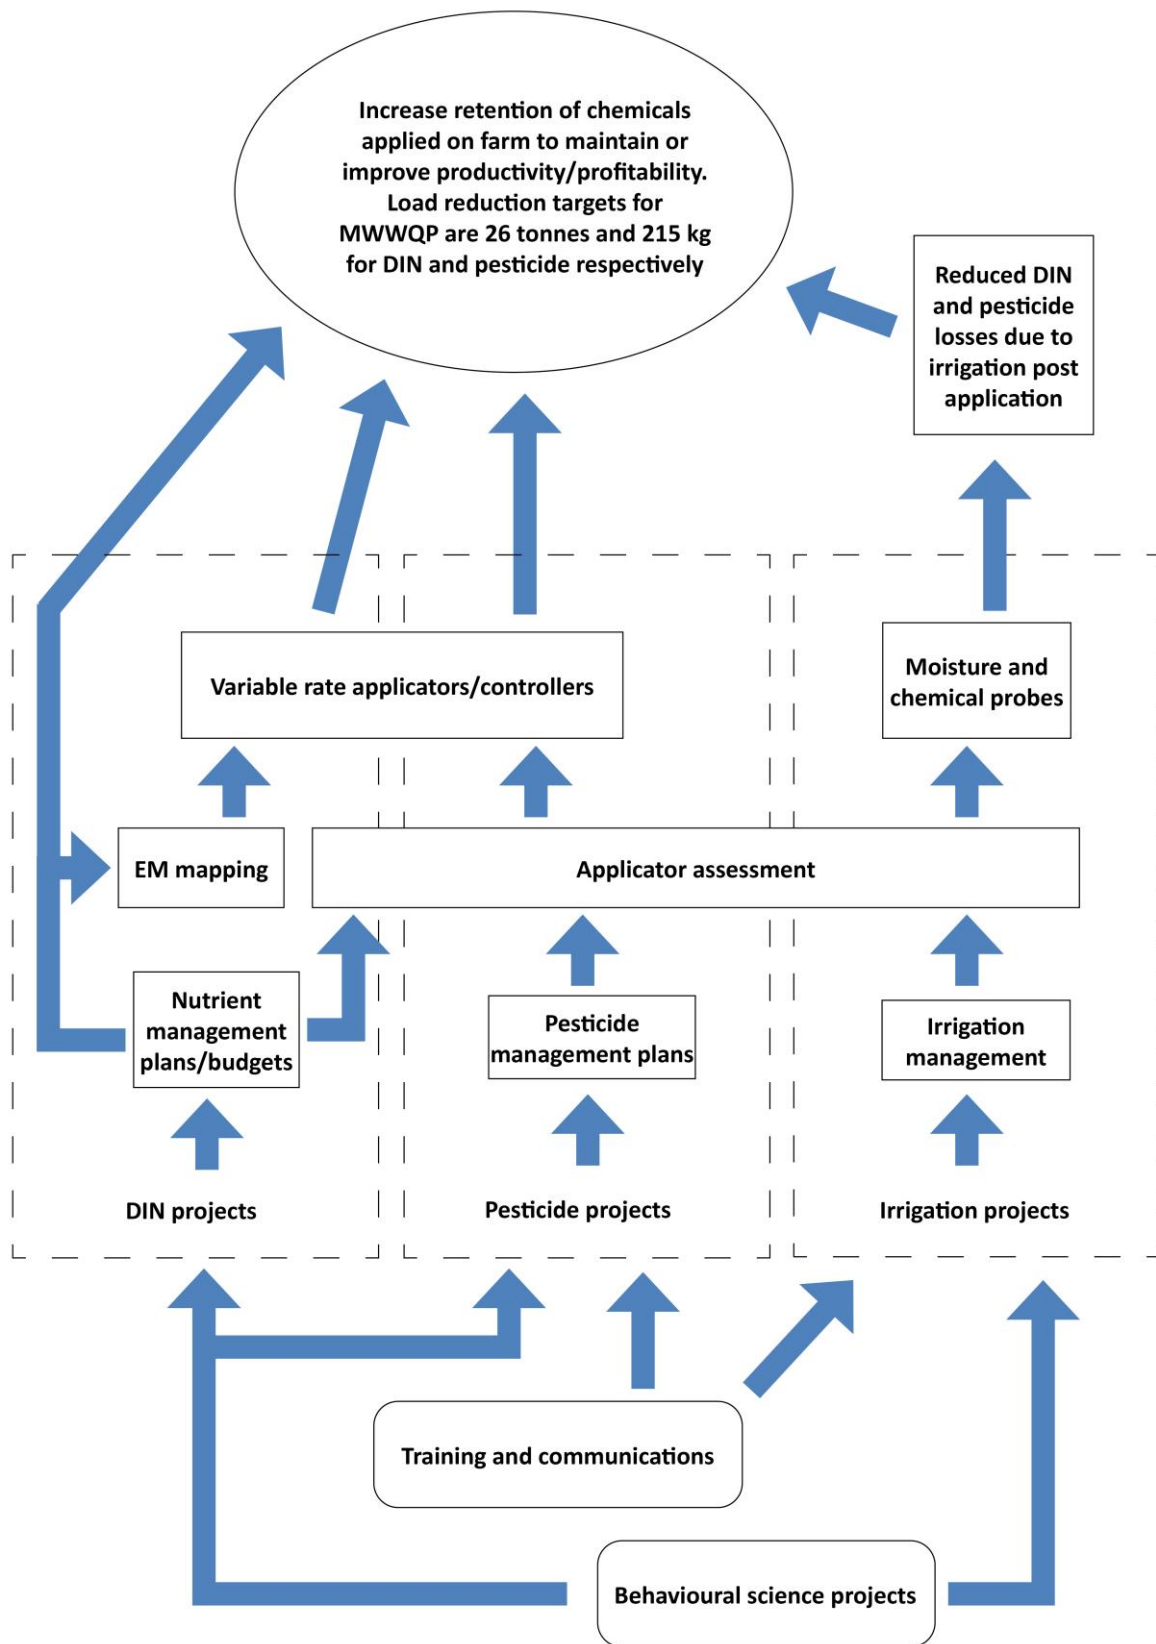 Increase retention of chemicals
applied on farm to maintain or
improve productivity/profitability.
Load reduction targets for
MWWQP are 26 tonnes and 215 kg
for DIN and pesticide respectively
Reduced DIN
and pesticide
losses due to
irrigation post
application
Variable rate applicators/controllers
Moisture and
chemical probes
EM mapping
Applicator assessment
Nutrient
management
plans/budgets
Pesticide
management plans
Irrigation
management
DIN projects
Pesticide projects
Irrigation projects
Training and communications
Behavioural science projects